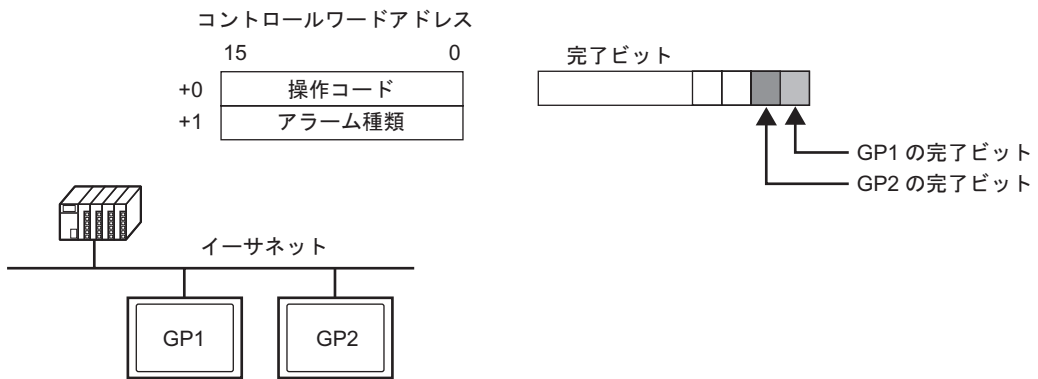 コントロールワードアドレス
15 0
+0 操作コード
+1 アラーム種類
完了ビット
GP1 の完了ビット
GP2 の完了ビット
イーサネット
GP1 GP2